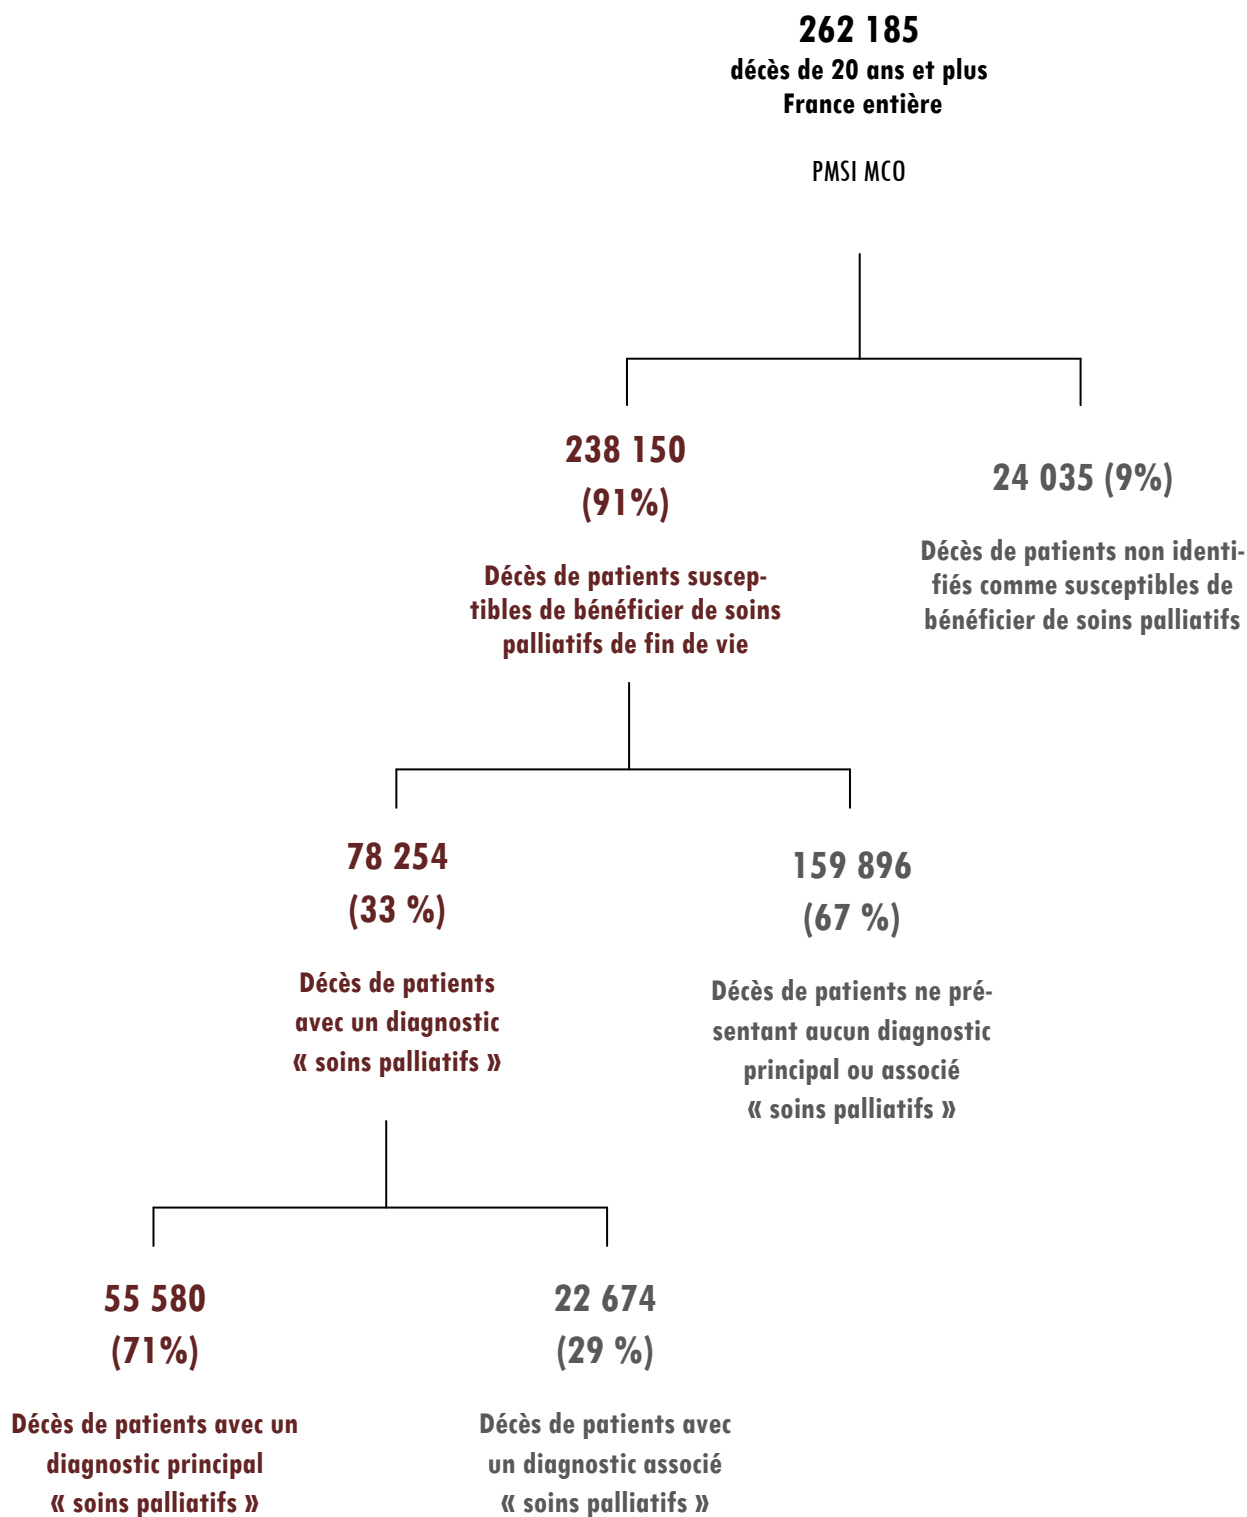 262 185
décès de 20 ans et plus
France entière
PMSI MCO
238 150
(91%)
Décès de patients suscep-
tibles de bénéficier de soins
palliatifs de fin de vie
24 035 (9%)
Décès de patients non identi-
fiés comme susceptibles de
bénéficier de soins palliatifs
78 254
(33 %)
Décès de patients
avec un diagnostic
« soins palliatifs »
159 896
(67 %)
Décès de patients ne pré-
sentant aucun diagnostic
principal ou associé
« soins palliatifs »
55 580
(71%)
Décès de patients avec un
diagnostic principal
« soins palliatifs »
22 674
(29 %)
Décès de patients avec
un diagnostic associé
« soins palliatifs »